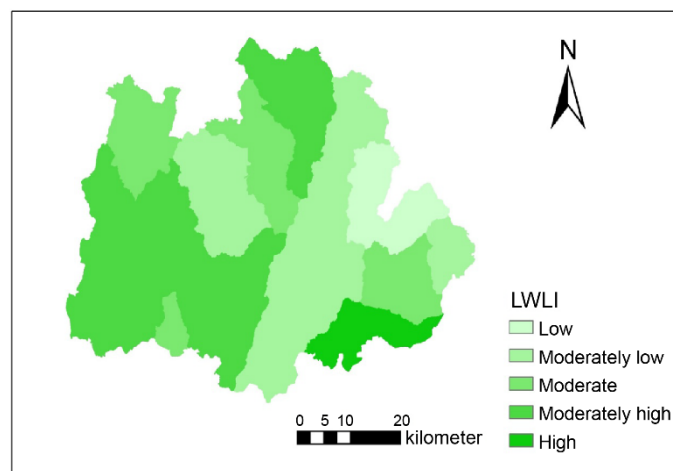 N
LWLI
Low
Moderately low
Moderate
Moderately high
High
0 5 10 20
kilometer